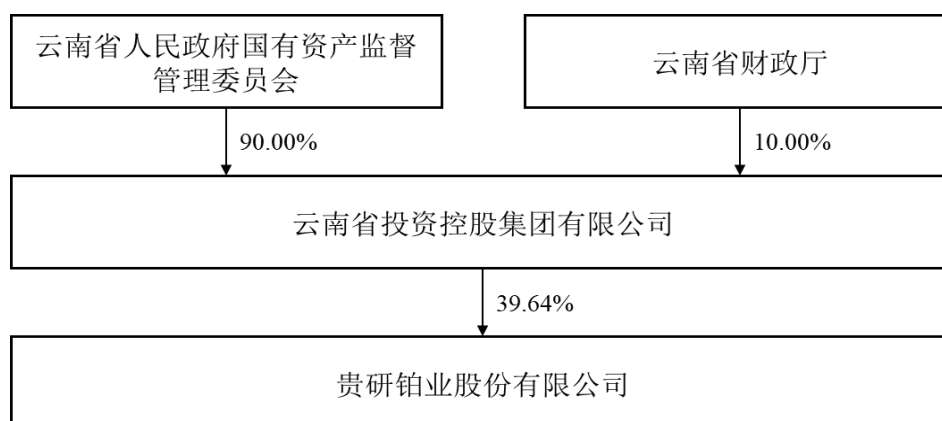 云南省人民政府国有资产监督
管理委员会
云南省财政厅
90.00%
10.00%
云南省投资控股集团有限公司
39.64%
贵研铂业股份有限公司